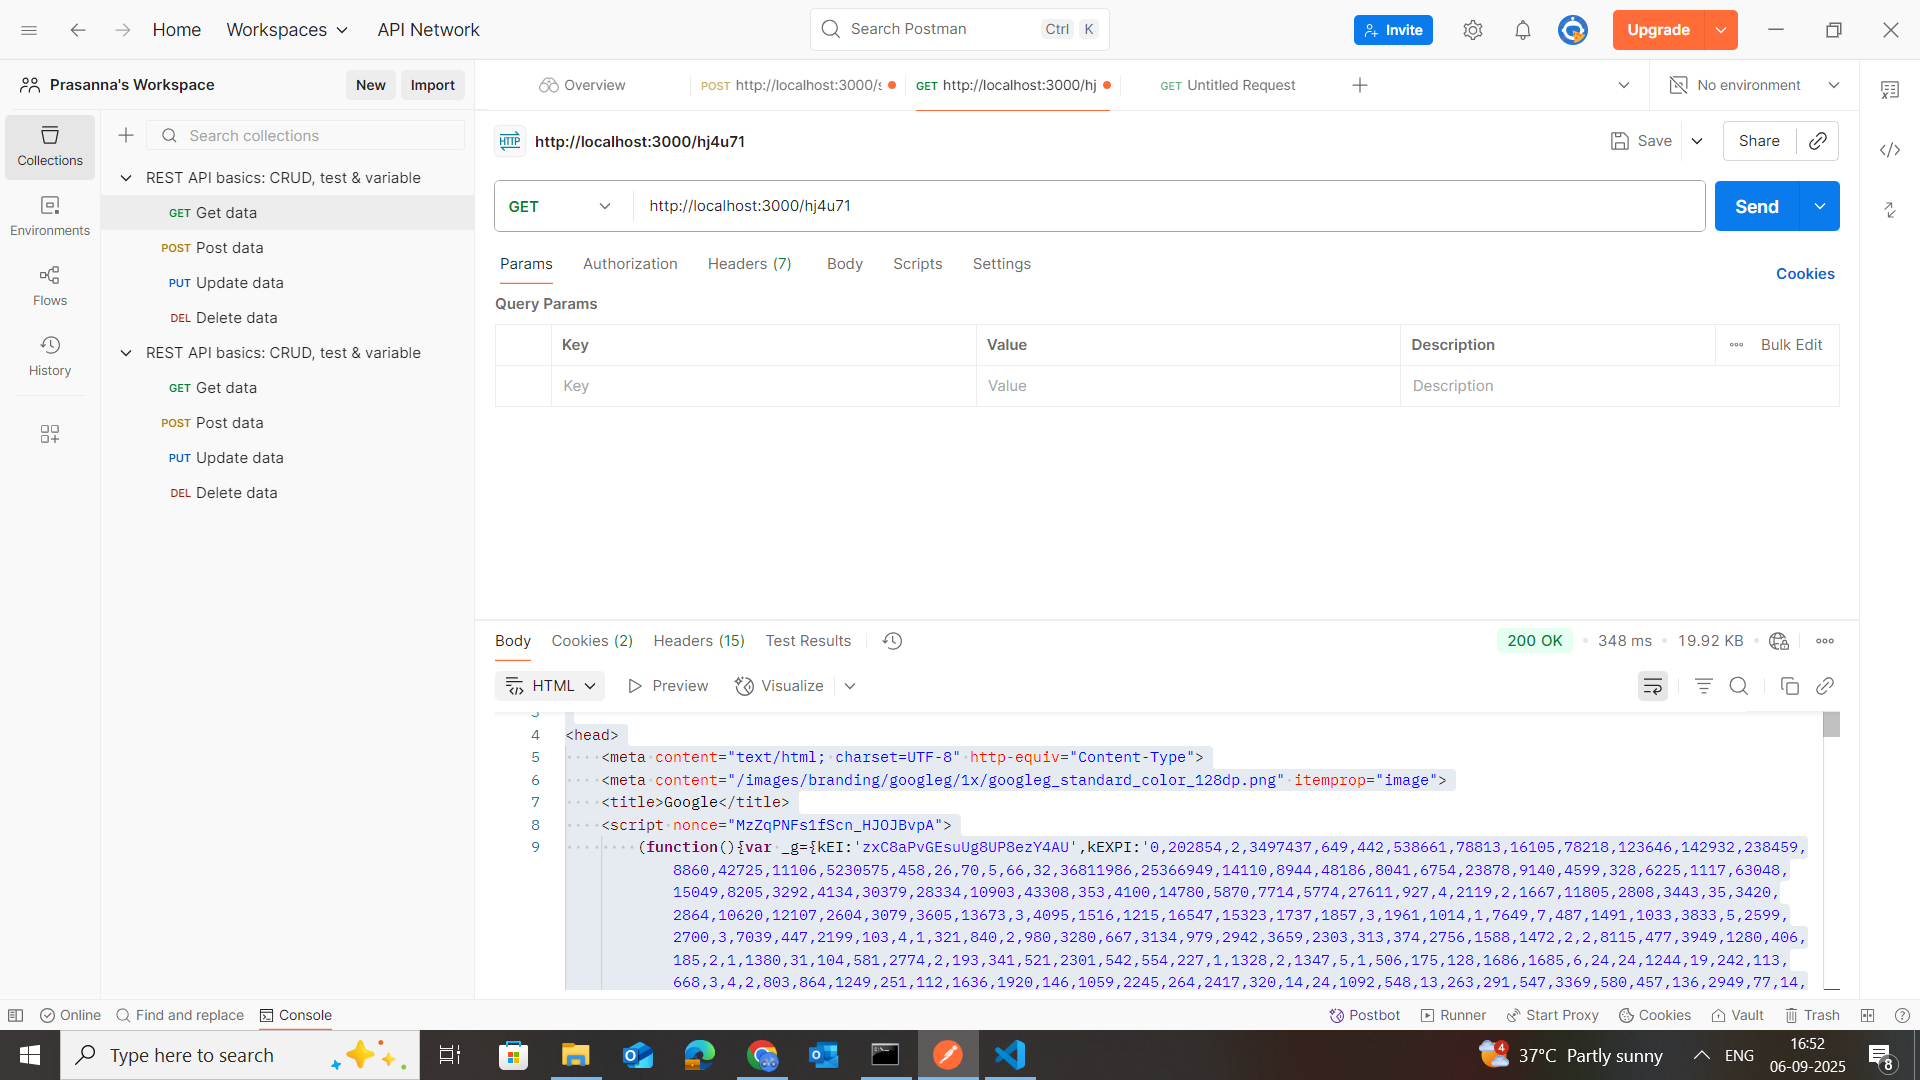 Home
Workspaces
API Network
Search Postman
Ctrl K
Invite
Upgrade
Prasanna's Workspace
New
Import
Overview
POST http://localhost:3000/s
GET http://localhost:3000/hj
GET Untitled Request
No environment
Collections
Environments
Flows
History
Search collections
REST API basics: CRUD, test & variable
GET Get data
POST Post data
PUT Update data
DEL Delete data
REST API basics: CRUD, test & variable
GET Get data
POST Post data
PUT Update data
DEL Delete data
HTTP http://localhost:3000/hj4u71
Save
Share
GET http://localhost:3000/hj4u71
Send
Params Authorization Headers (7) Body Scripts Settings
Cookies
Query Params
Key Value Description Bulk Edit
Key Value Description
Body Cookies (2) Headers (15) Test Results
200 OK 348 ms 19.92 KB
HTML Preview Visualize
3
4 <head>
5 <meta content="text/html; charset=UTF-8" http-equiv="Content-Type">
6 <meta content="/images/branding/googleg/1x/googleg_standard_color_128dp.png" itemprop="image">
7 <title>Google</title>
8 <script nonce="MzZqPNFs1fScn_HJOJBvpA">
9 (function(){var _g={kEI:'zxC8aPvGEsuUg8UP8ezY4AU',kEXPI:'0,202854,2,3497437,649,442,538661,78813,16105,78218,123646,142932,238459,
8860,42725,11106,5230575,458,26,70,5,66,32,36811986,25366949,14110,8944,48186,8041,6754,23878,9140,4599,328,6225,1117,63048,
15049,8205,3292,4134,30379,28334,10903,43308,353,4100,14780,5870,7714,5774,27611,927,4,2119,2,1667,11805,2808,3443,35,3420,
2864,10620,12107,2604,3079,3605,13673,3,4095,1516,1215,16547,15323,1737,1857,3,1961,1014,1,7649,7,487,1491,1033,3833,5,2599,
2700,3,7039,447,2199,103,4,1,321,840,2,980,3280,667,3134,979,2942,3659,2303,313,374,2756,1588,1472,2,2,8115,477,3949,1280,406,
185,2,1,1380,31,104,581,2774,2,193,341,521,2301,542,554,227,1,1328,2,1347,5,1,506,175,128,1686,1685,6,24,24,1244,19,242,113,
668,3,4,2,803,864,1249,251,112,1636,1920,146,1059,2245,264,2417,320,14,24,1092,548,13,263,291,547,3369,580,457,136,2949,77,14,
Online
Find and replace
Console
Postbot
Runner
Start Proxy
Cookies
Vault
Trash
Type here to search
4
37°C Partly sunny
ENG
16:52
06-09-2025
8